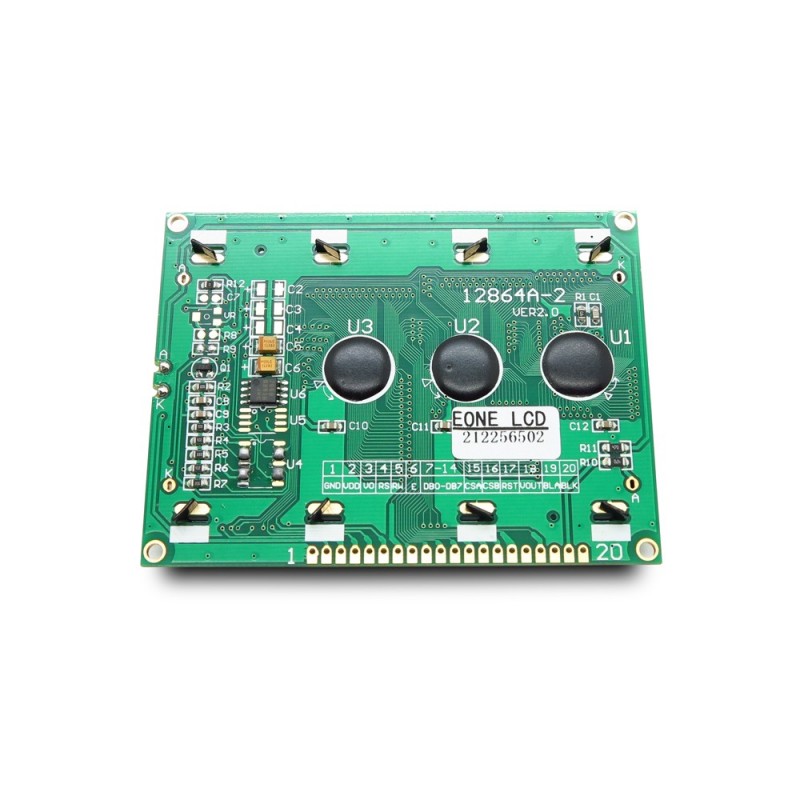 12864A-2
VER2.0
R1 C1
U3
U2
U1
A
K
R12
C7
VR
R8
R9
+ C2
+ C3
+ C4
+ C5
+ C6
A
K
R2
C8
C9
R3
R4
R5
R6
R7
U6
U5
U4
C10
C11
C12
EONE LCD
212256502
R11
R10
K
A
1 2 3 4 5 6 7-14 15 16 17 18 19 20
GND VDD VO RS RW E DB0-DB7 CSA CSB RST VOUT BLA BLK
1
20